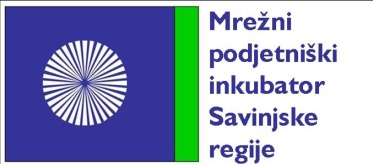 Mrežni
podjetniški
inkubator
Savinjske
regije